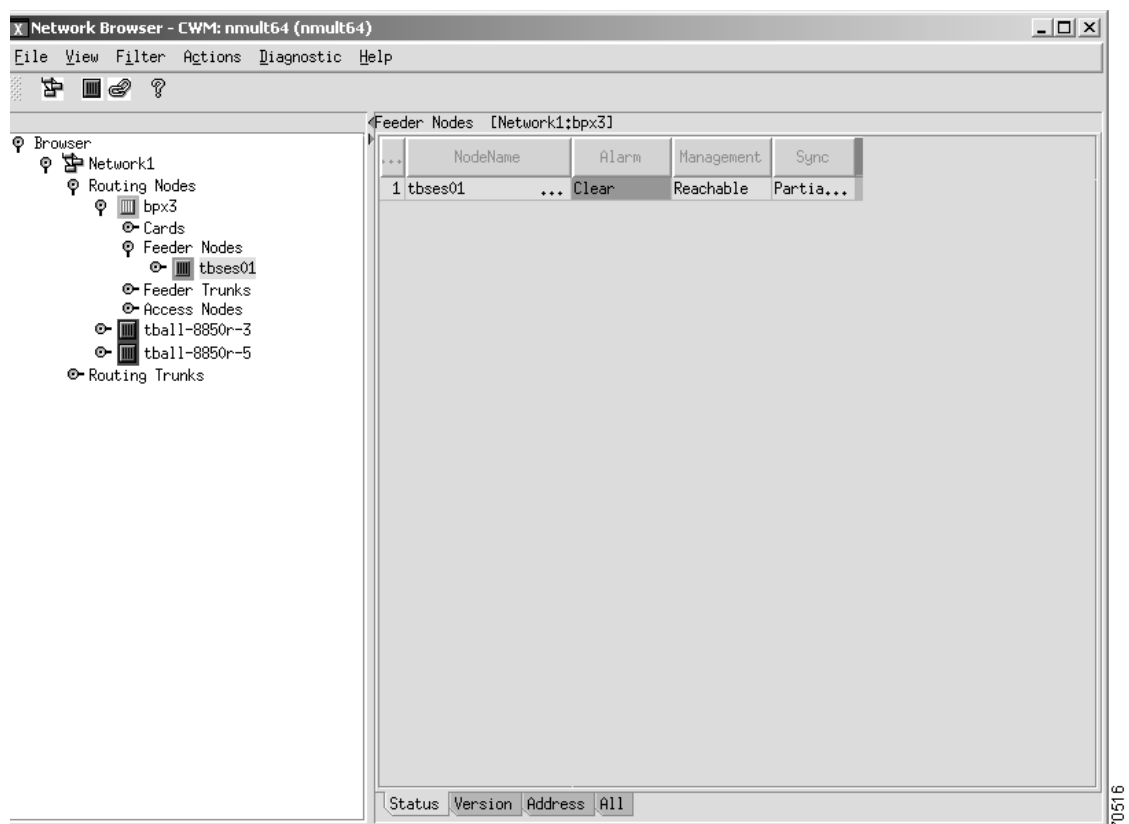 X Network Browser - CWM: nmult64 (nmult64)
File View Filter Actions Diagnostic Help
Feeder Nodes [Network1:bpx3]
Browser
Network1
Routing Nodes
bpx3
Cards
Feeder Nodes
tbses01
Feeder Trunks
Access Nodes
tball-8850r-3
tball-8850r-5
Routing Trunks
... NodeName Alarm Management Sync
1 tbses01 ... Clear Reachable Partia...
Status Version Address All
70516